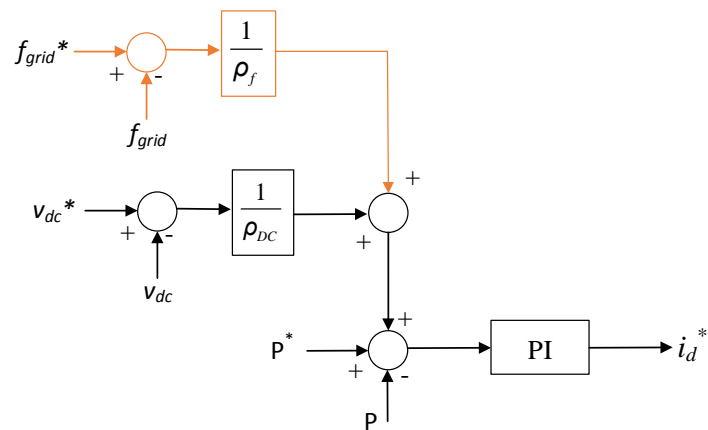 f_grid*
+
-
1
ρ_f
f_grid
+
v_dc*
+
-
1
ρ_DC
+
v_dc
+
P*
+
-
PI
i_d*
P